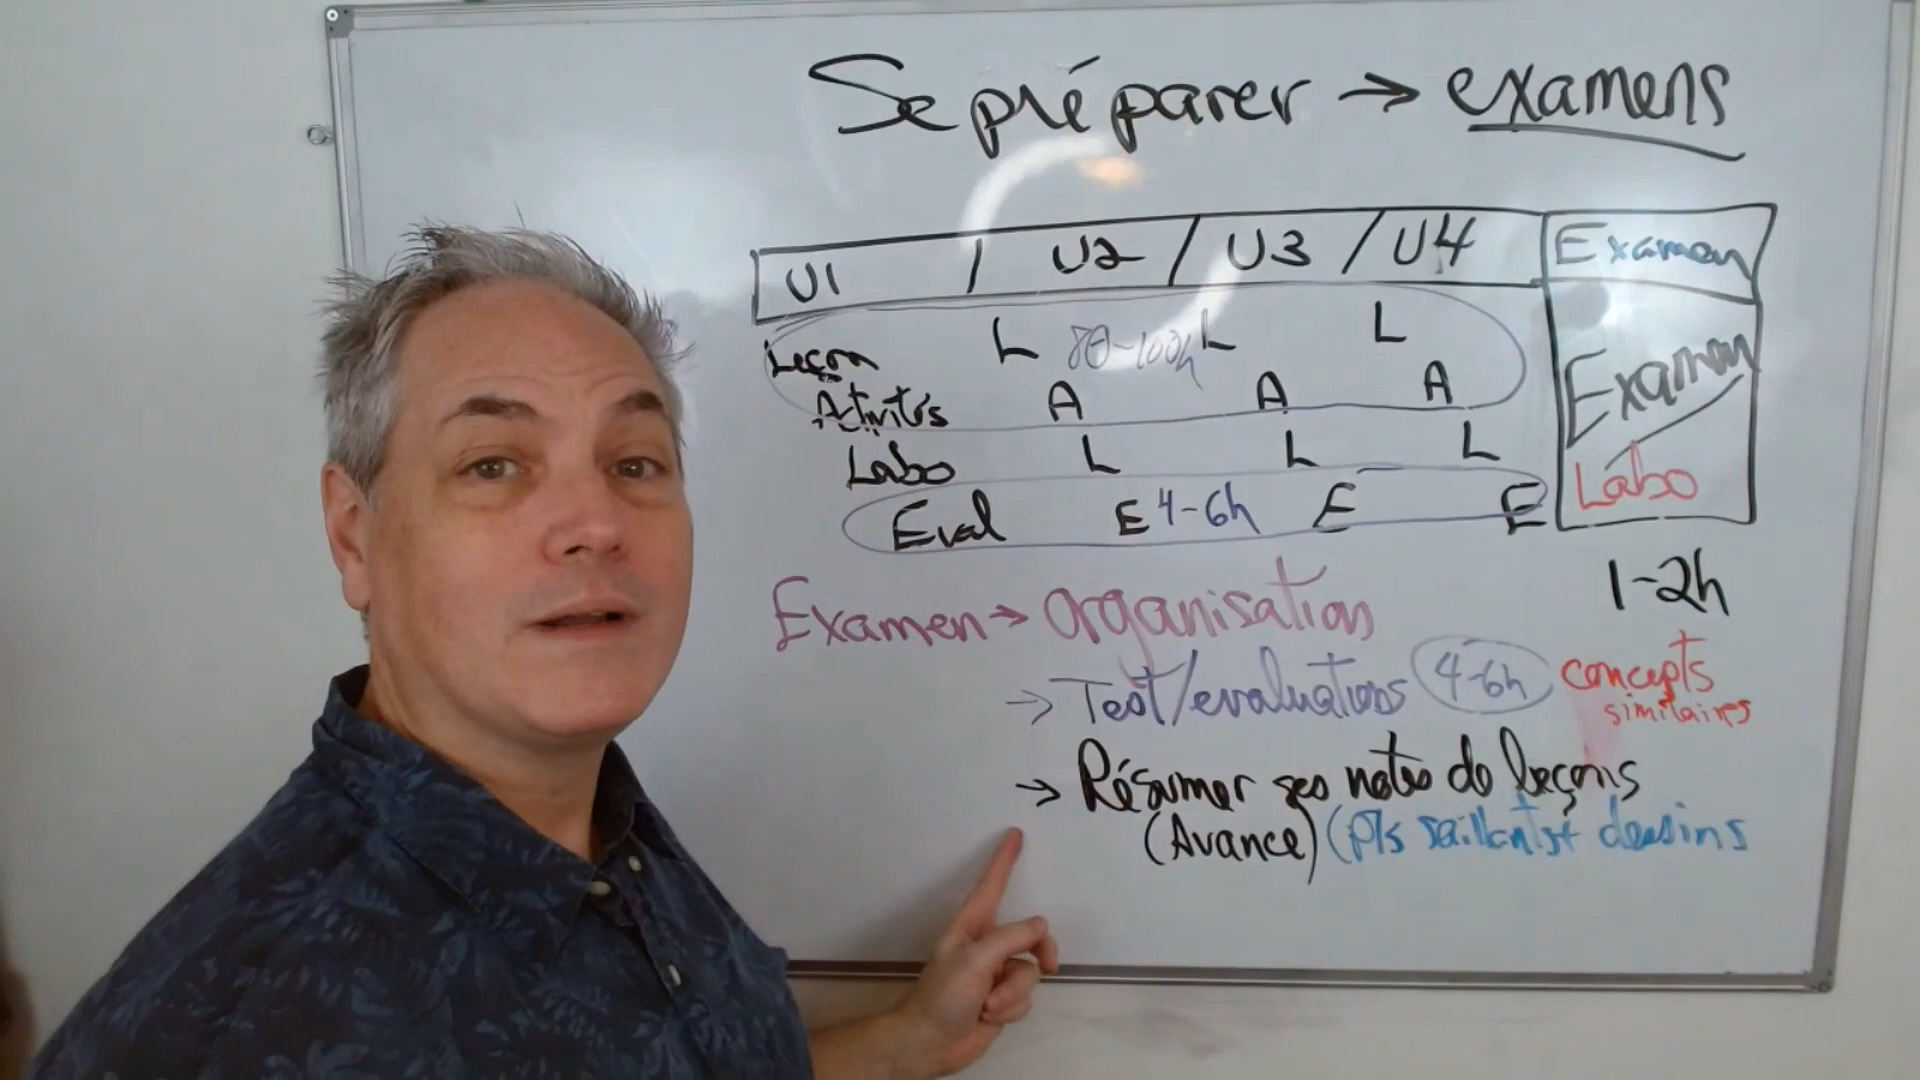 Se préparer → examens
U1 / U2 / U3 / U4 Examen
Leçon L 80-100h L L
Activités A A A
Examen
Labo L L L
Labo
Eval E 4-6h E E
1-2h
Examen → organisation
→ Test/evaluations 4-6h concepts
similaires
→ Résumer ses notes de leçons
(Avance) (pts saillants + dessins